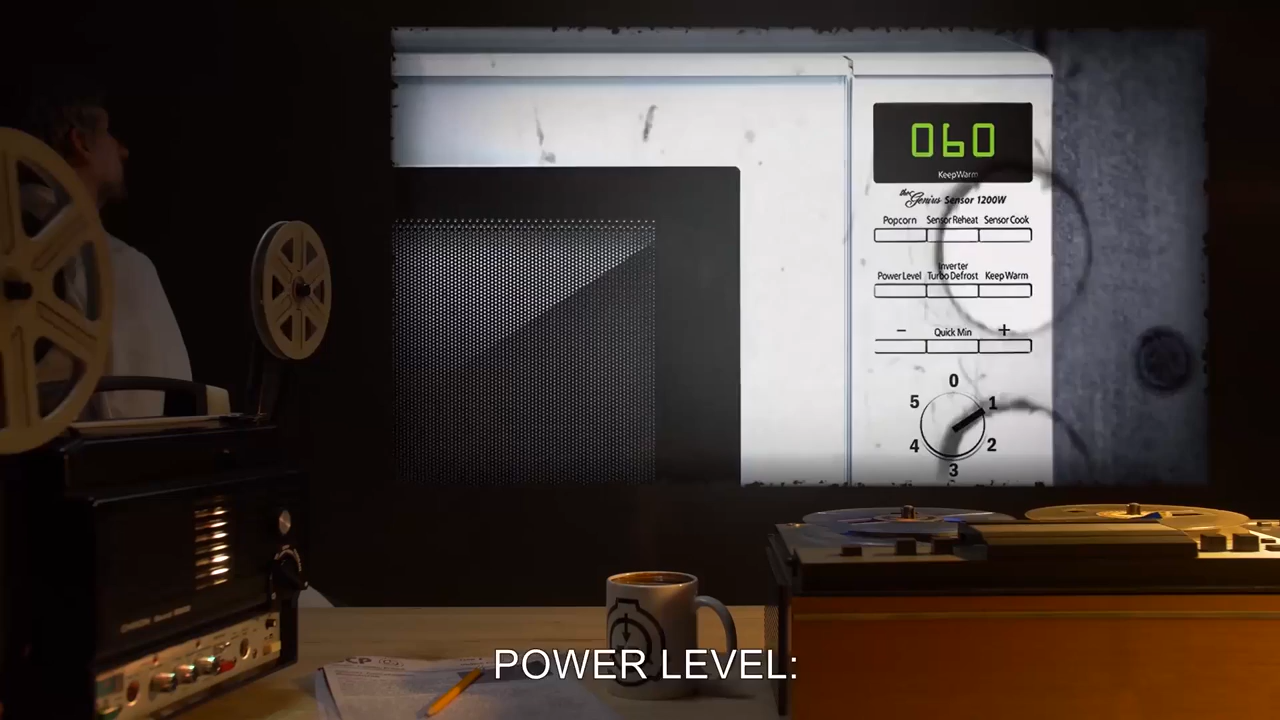 060
KeepWarm
the Genius Sensor 1200W
Popcorn Sensor Reheat Sensor Cook
Inverter
Power Level Turbo Defrost Keep Warm
− Quick Min +
0
5 1
4 2
3
CP
POWER LEVEL: